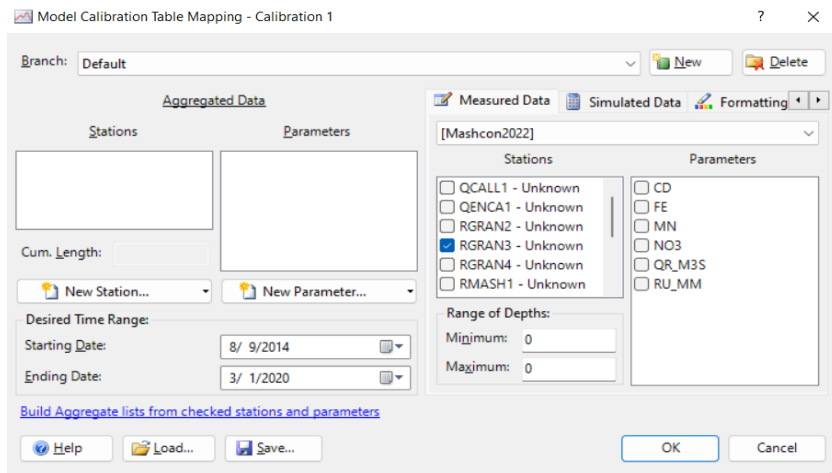 Model Calibration Table Mapping - Calibration 1
?
Branch:
Default
New
Delete
Aggregated Data
Stations
Parameters
Cum. Length:
New Station...
New Parameter...
Desired Time Range:
Starting Date:
8/ 9/2014
Ending Date:
3/ 1/2020
Build Aggregate lists from checked stations and parameters
Measured Data
Simulated Data
Formatting
[Mashcon2022]
Stations
Parameters
QCALL1 - Unknown
QENCA1 - Unknown
RGRAN2 - Unknown
RGRAN3 - Unknown
RGRAN4 - Unknown
RMASH1 - Unknown
CD
FE
MN
NO3
QR_M3S
RU_MM
Range of Depths:
Minimum:
0
Maximum:
0
Help
Load...
Save...
OK
Cancel